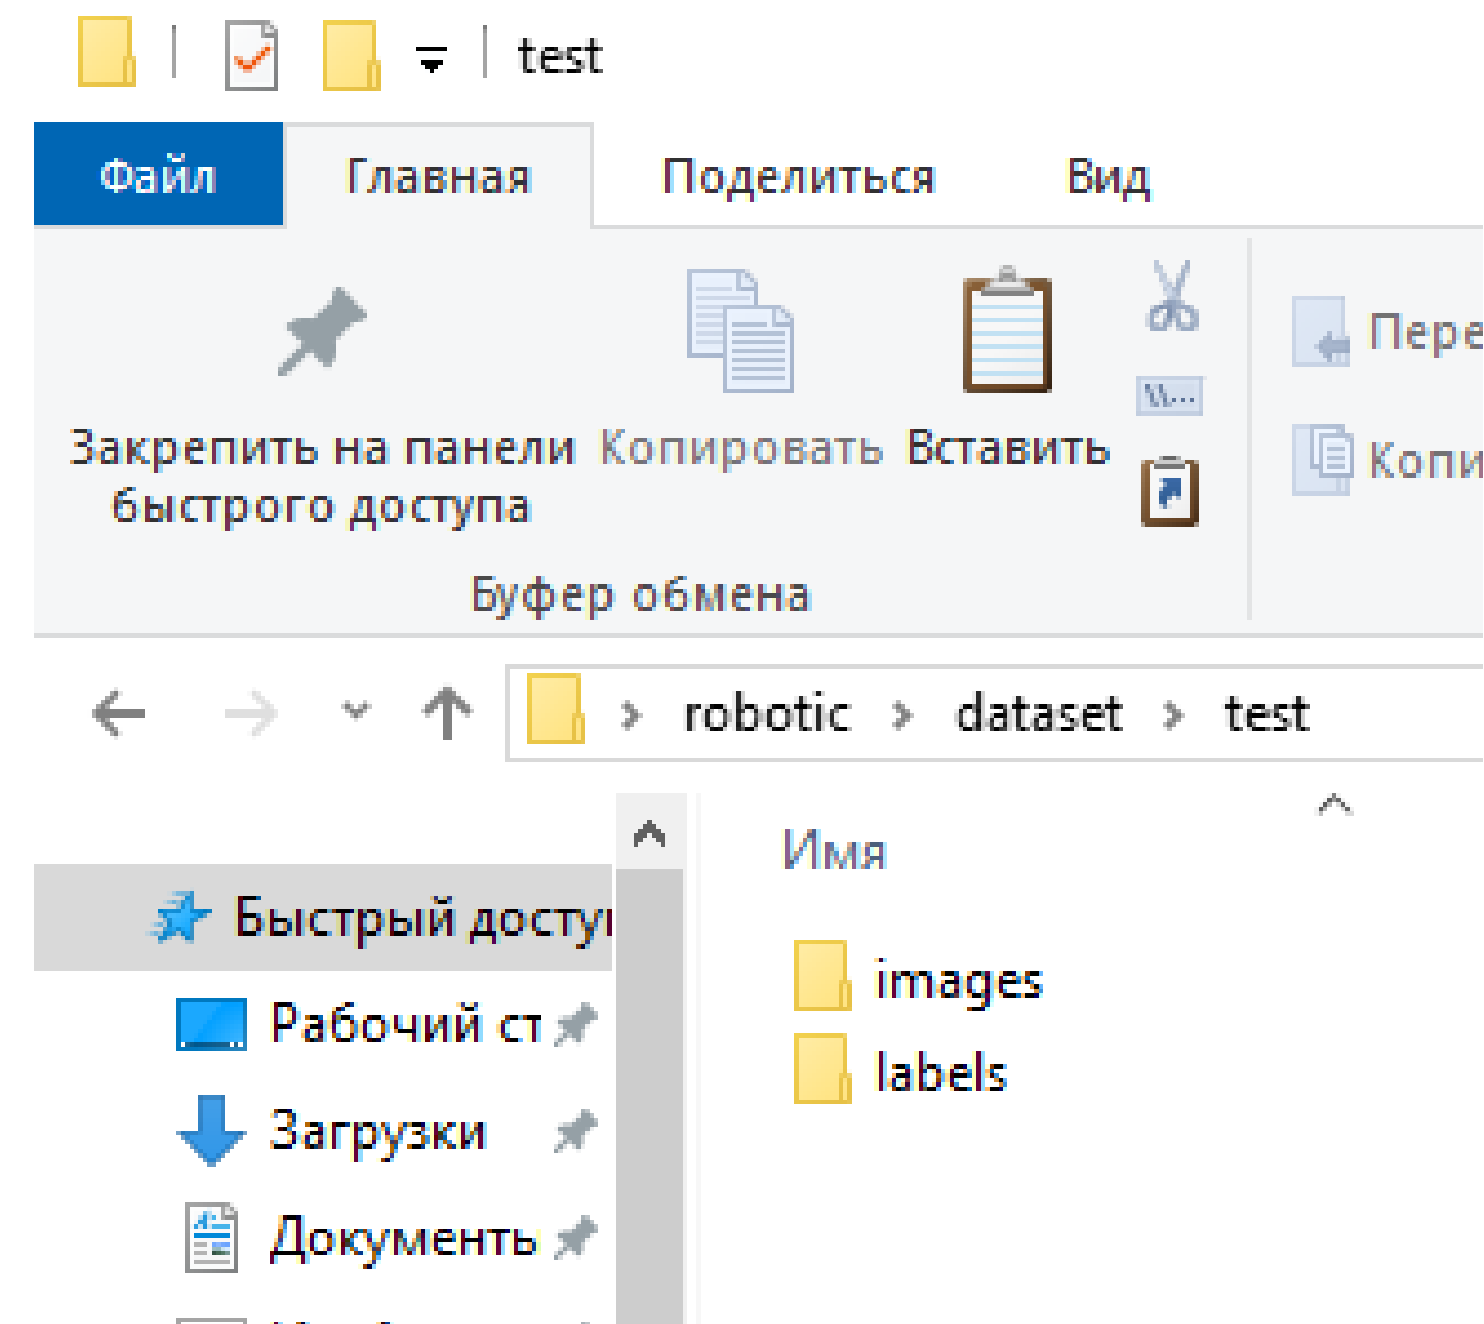 test
Файл Главная Поделиться Вид
Закрепить на панели быстрого доступа
Копировать
Вставить
Буфер обмена
robotic dataset test
Имя
images
labels
Рабочий
Загрузки